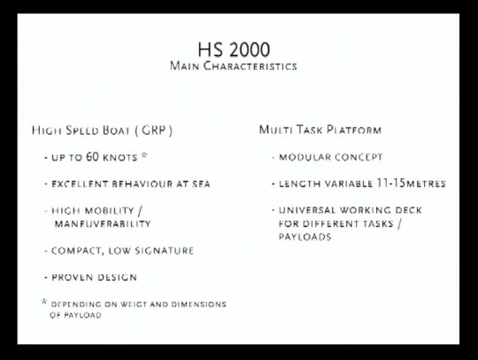 HS 2000
Main Characteristics
High Speed Boat ( GRP )
- up to 60 knots *
- excellent behaviour at sea
- high mobility /
maneuverability
- compact, low signature
- proven design
* depending on weigt and dimensions
of payload
Multi Task Platform
- modular concept
- length variable 11-15metres
- universal working deck
for different tasks /
payloads